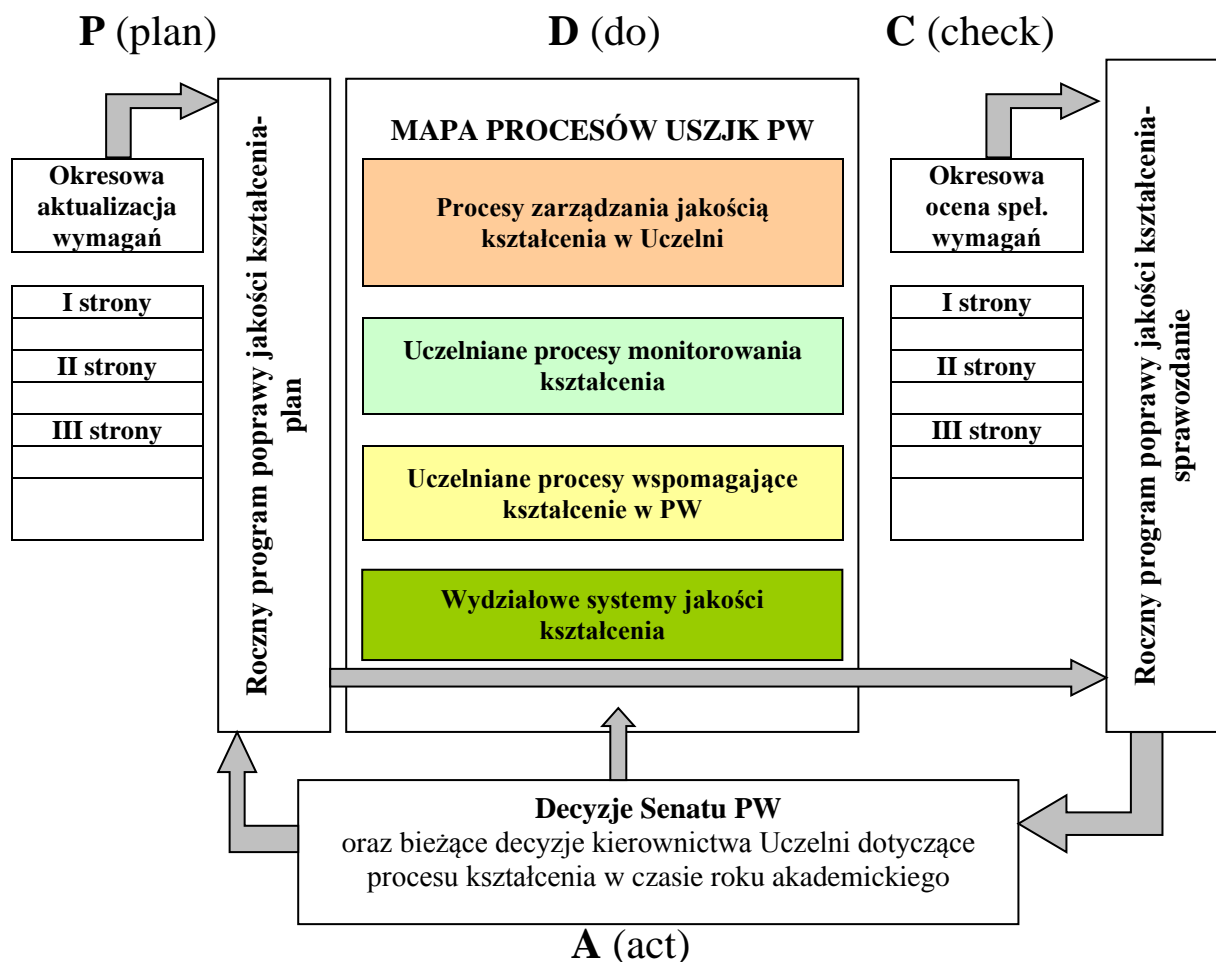 P (plan)
D (do)
C (check)
Okresowa
aktualizacja
wymagań
I strony
II strony
III strony
Roczny program poprawy jakości kształcenia-
plan
MAPA PROCESÓW USZJK PW
Procesy zarządzania jakością
kształcenia w Uczelni
Uczelniane procesy monitorowania
kształcenia
Uczelniane procesy wspomagające
kształcenie w PW
Wydziałowe systemy jakości
kształcenia
Okresowa
ocena speł.
wymagań
I strony
II strony
III strony
Roczny program poprawy jakości kształcenia-
sprawozdanie
Decyzje Senatu PW
oraz bieżące decyzje kierownictwa Uczelni dotyczące
procesu kształcenia w czasie roku akademickiego
A (act)